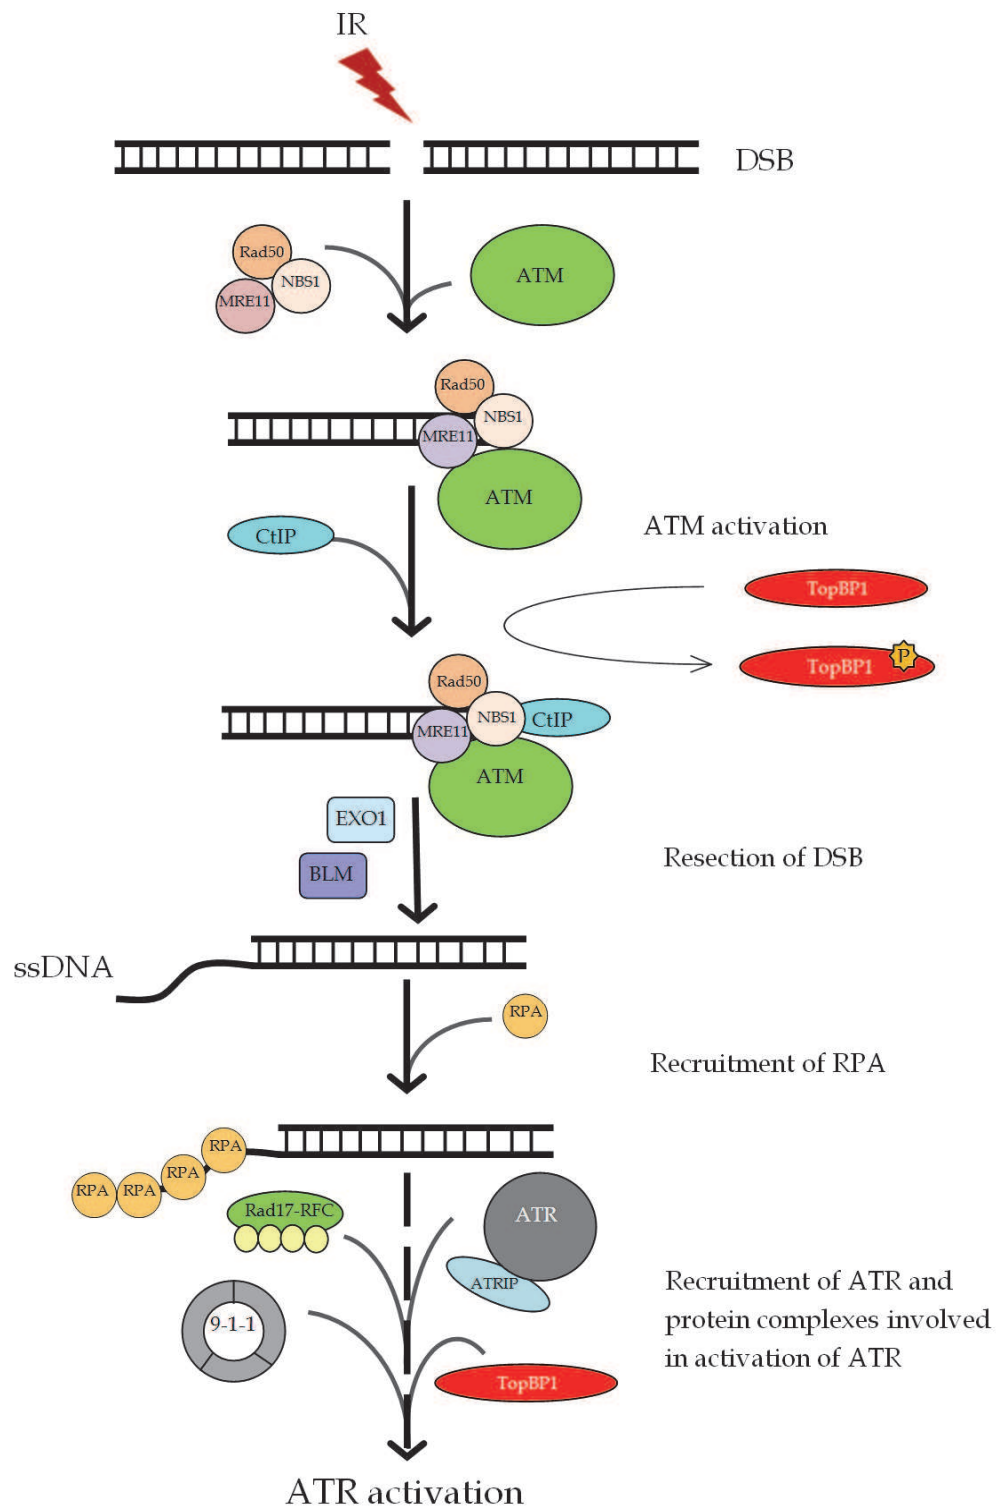 IR
DSB
Rad50
NBS1
MRE11
ATM
Rad50
NBS1
MRE11
ATM
ATM activation
CtIP
TopBP1
TopBP1
P
Rad50
NBS1
CtIP
MRE11
ATM
EXO1
BLM
Resection of DSB
ssDNA
RPA
Recruitment of RPA
RPA
RPA
RPA
RPA
Rad17-RFC
ATR
ATRIP
9-1-1
Recruitment of ATR and
protein complexes involved
in activation of ATR
TopBP1
ATR activation